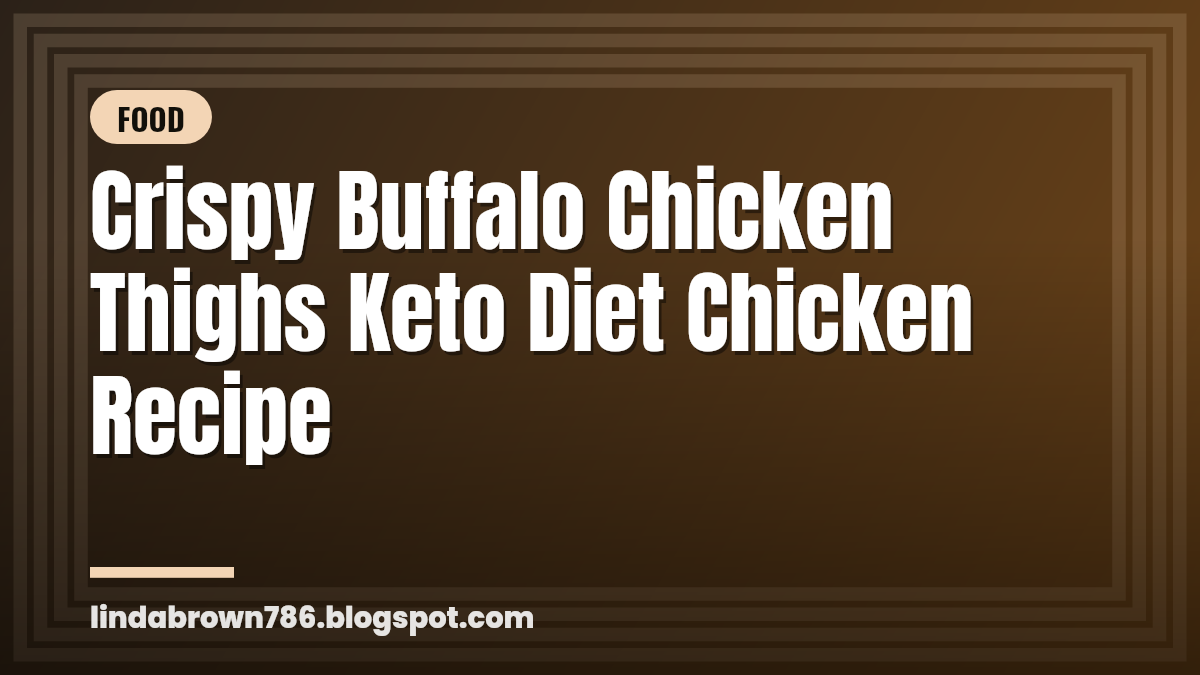 FOOD
Crispy Buffalo Chicken
Thighs Keto Diet Chicken
Recipe
lindabrown786.blogspot.com